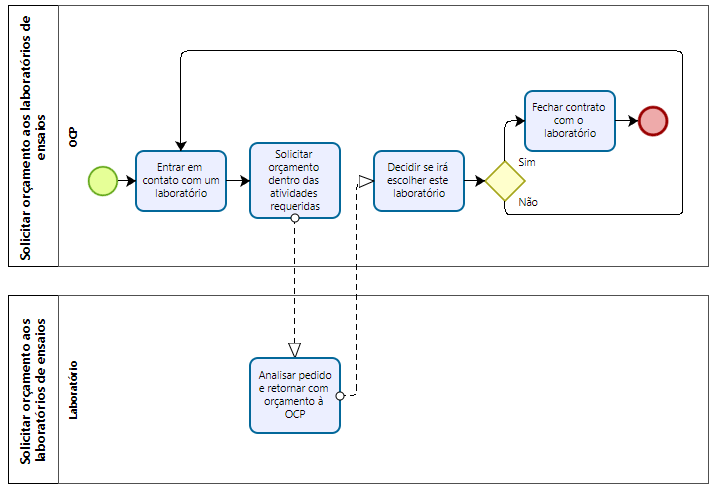 Solicitar orçamento aos laboratórios de
ensaios
OCP
Entrar em
contato com um
laboratório
Solicitar
orçamento
dentro das
atividades
requeridas
Decidir se irá
escolher este
laboratório
Sim
Não
Fechar contrato
com o
laboratório
Solicitar orçamento aos
laboratórios de ensaios
Laboratório
Analisar pedido
e retornar com
orçamento à
OCP